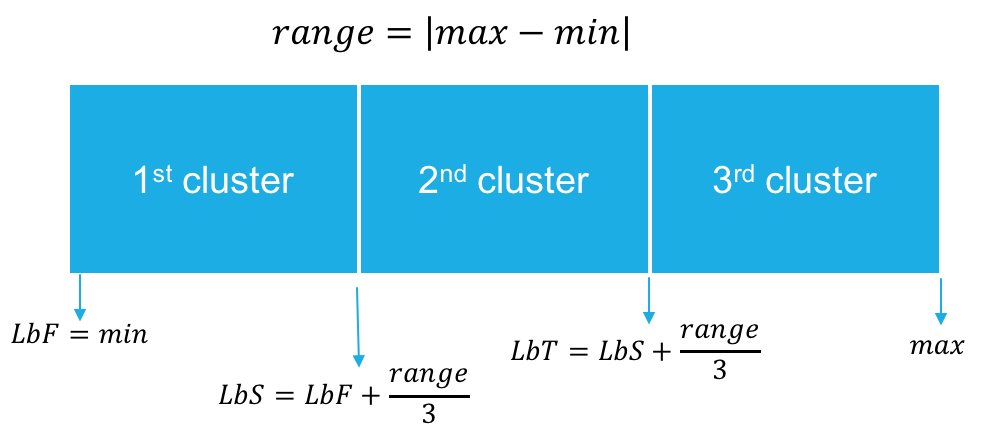 range = |max − min|
1st cluster
2nd cluster
3rd cluster
LbF = min
LbS = LbF + range/3
LbT = LbS + range/3
max